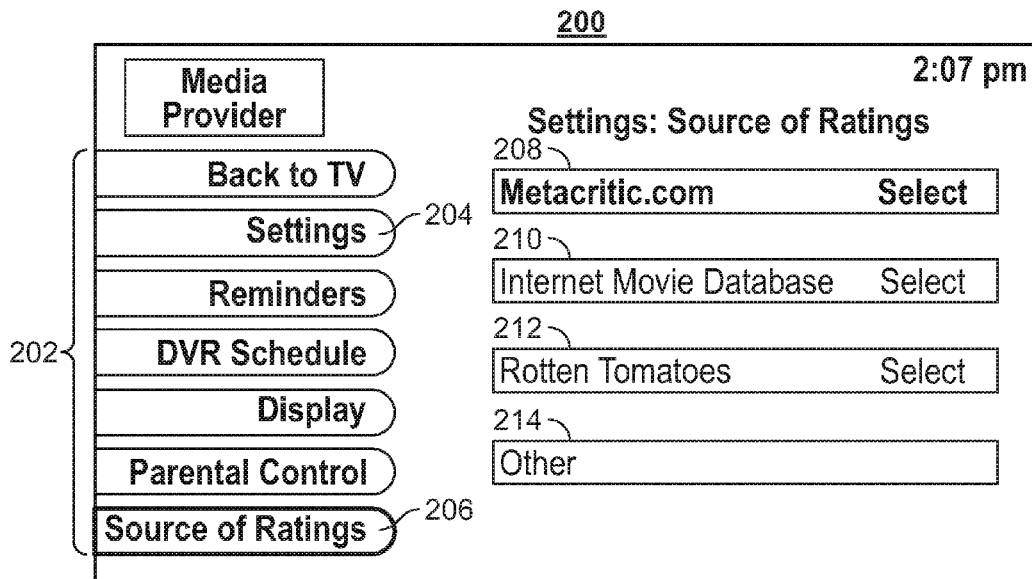 200
2:07 pm
Media
Provider
Settings: Source of Ratings
202
Back to TV
Settings 204
Reminders
DVR Schedule
Display
Parental Control
Source of Ratings 206
208
Metacritic.com Select
210
Internet Movie Database Select
212
Rotten Tomatoes Select
214
Other